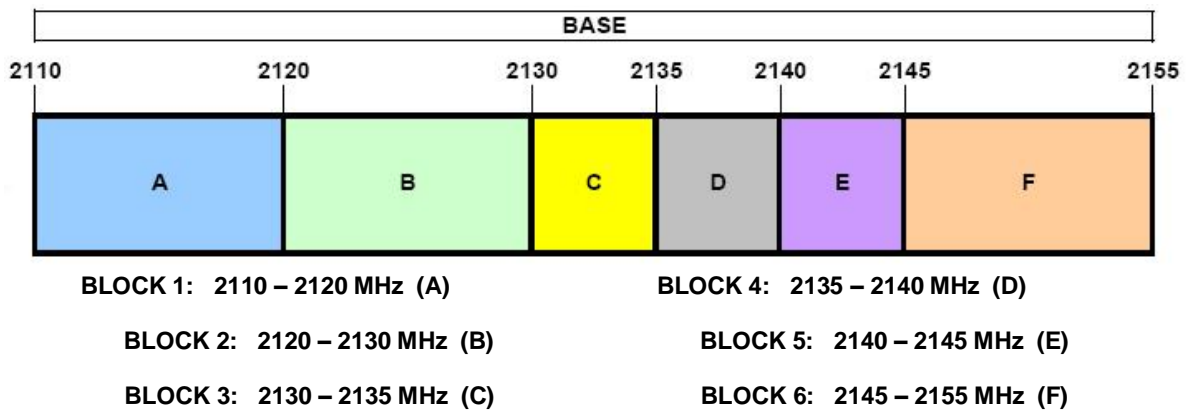 BASE
2110 2120 2130 2135 2140 2145 2155
A B C D E F
BLOCK 1: 2110 – 2120 MHz (A)
BLOCK 4: 2135 – 2140 MHz (D)
BLOCK 2: 2120 – 2130 MHz (B)
BLOCK 5: 2140 – 2145 MHz (E)
BLOCK 3: 2130 – 2135 MHz (C)
BLOCK 6: 2145 – 2155 MHz (F)